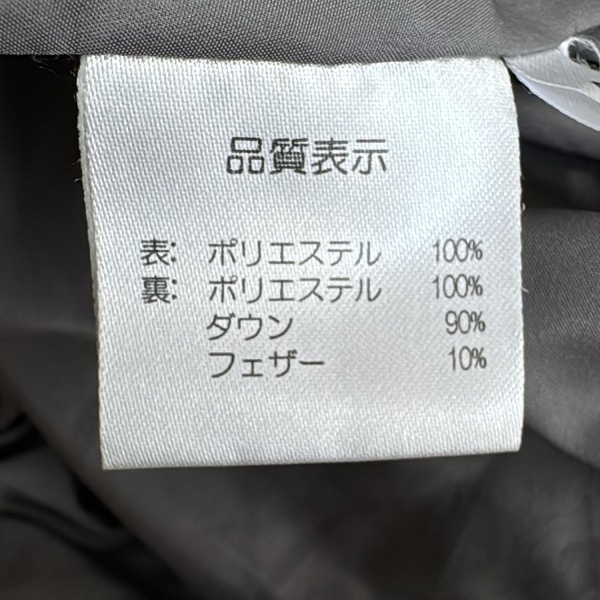 品質表示
表: ポリエステル 100%
裏: ポリエステル 100%
ダウン 90%
フェザー 10%